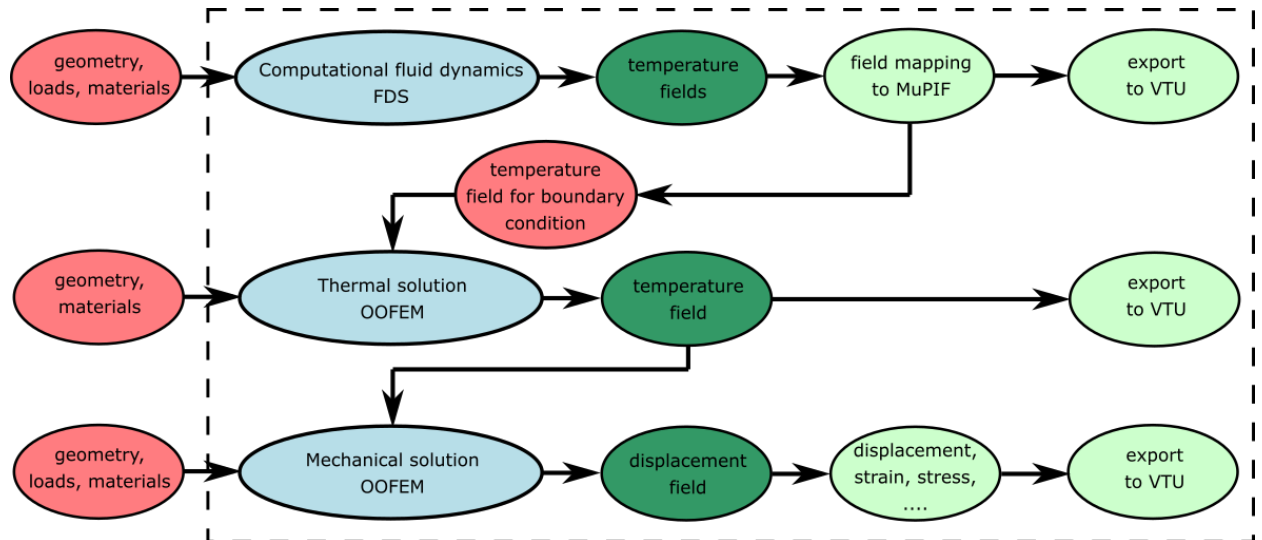 geometry,
loads, materials
Computational fluid dynamics
FDS
temperature
fields
field mapping
to MuPIF
export
to VTU
temperature
field for boundary
condition
geometry,
materials
Thermal solution
OOFEM
temperature
field
export
to VTU
geometry,
loads, materials
Mechanical solution
OOFEM
displacement
field
displacement,
strain, stress,
....
export
to VTU